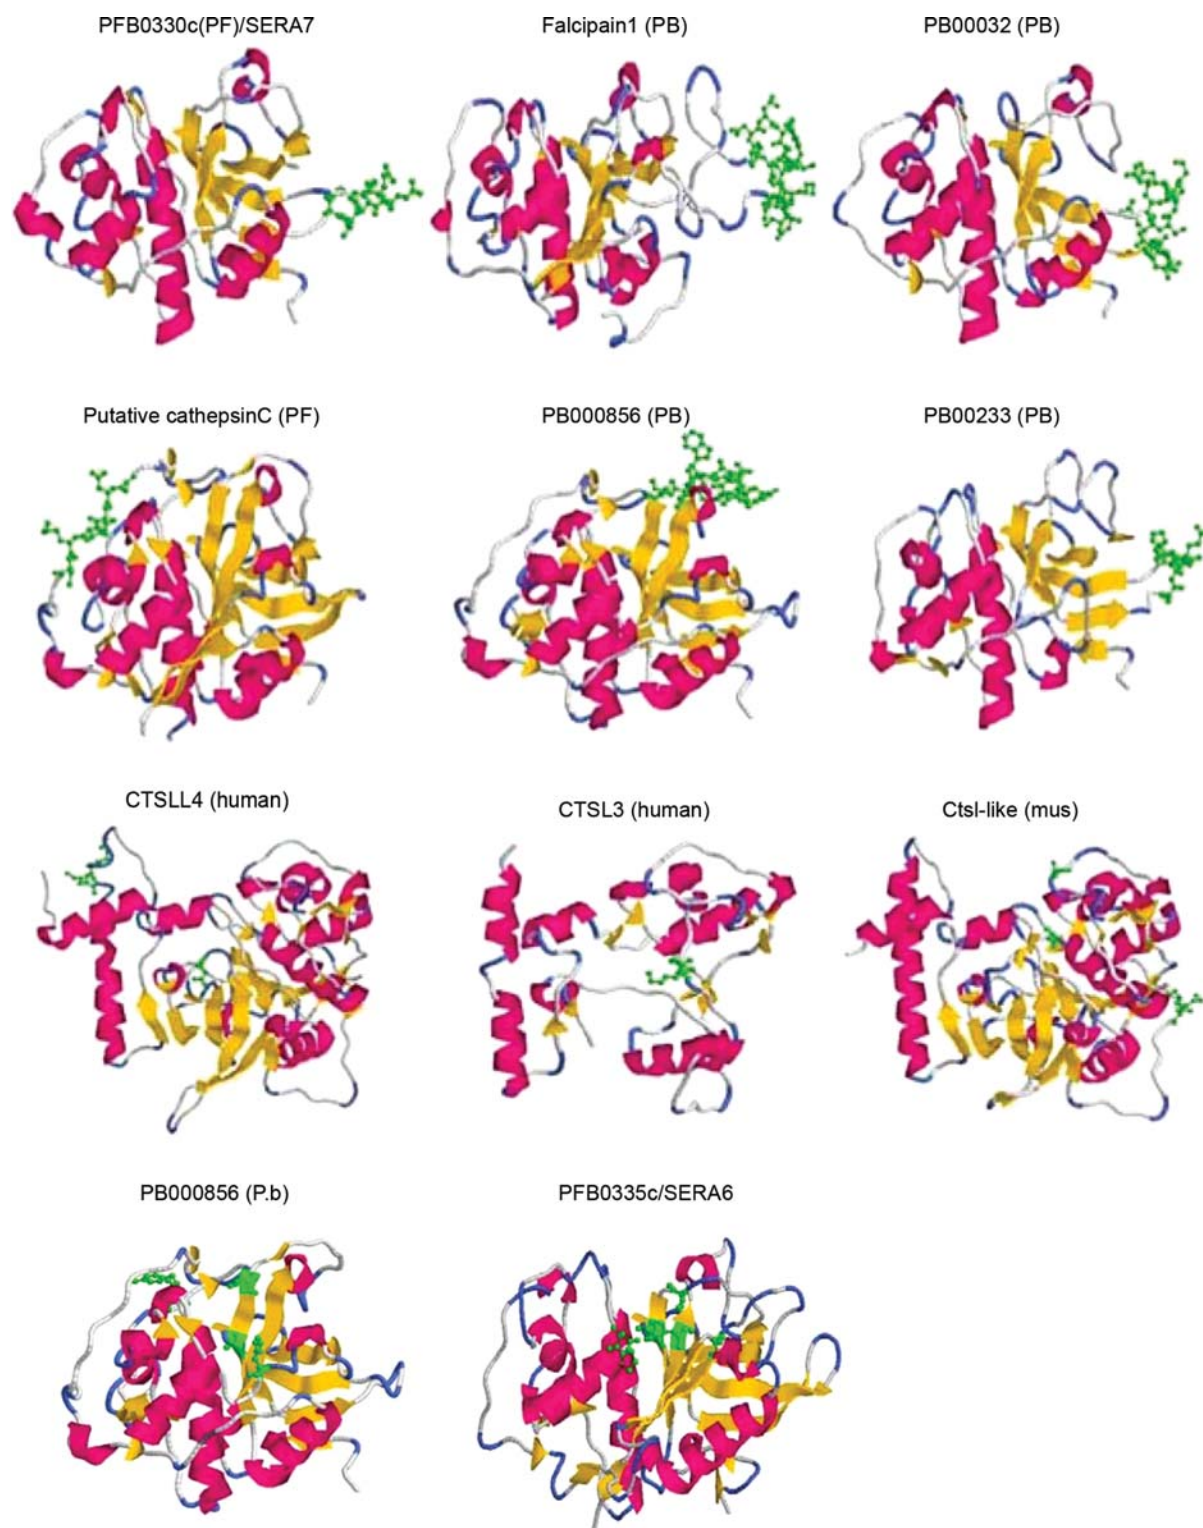 PFB0330c(PF)/SERA7
Falcipain1 (PB)
PB00032 (PB)
Putative cathepsinC (PF)
PB000856 (PB)
PB00233 (PB)
CTSLL4 (human)
CTSL3 (human)
Ctsl-like (mus)
PB000856 (P.b)
PFB0335c/SERA6